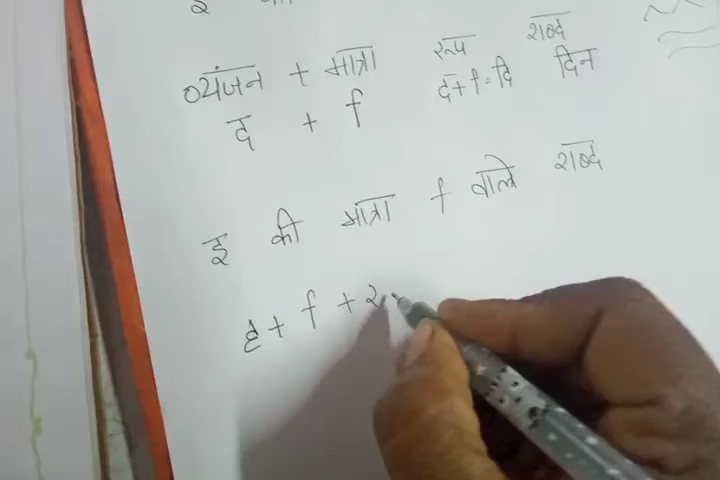 व्यंजन + मात्रा रूप शब्द
द + ि द + ि = दि दिन
इ की मात्रा ि वाले शब्द
ह + ि + र